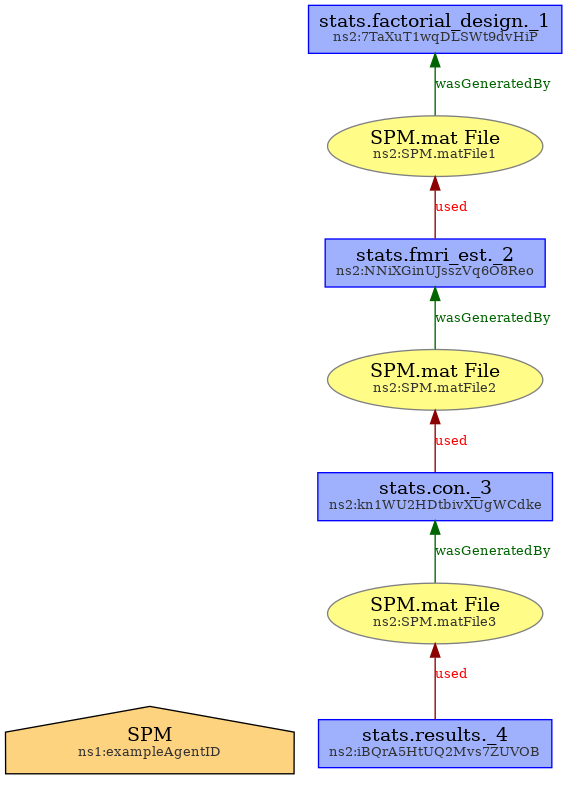 stats.factorial_design._1
ns2:7TaXuT1wqDLSWt9dvHiP
wasGeneratedBy
SPM.mat File
ns2:SPM.matFile1
used
stats.fmri_est._2
ns2:NNiXGinUJsszVq6O8Reo
wasGeneratedBy
SPM.mat File
ns2:SPM.matFile2
used
stats.con._3
ns2:kn1WU2HDtbivXUgWCdke
wasGeneratedBy
SPM.mat File
ns2:SPM.matFile3
used
SPM
ns1:exampleAgentID
stats.results._4
ns2:iBQrA5HtUQ2Mvs7ZUVOB